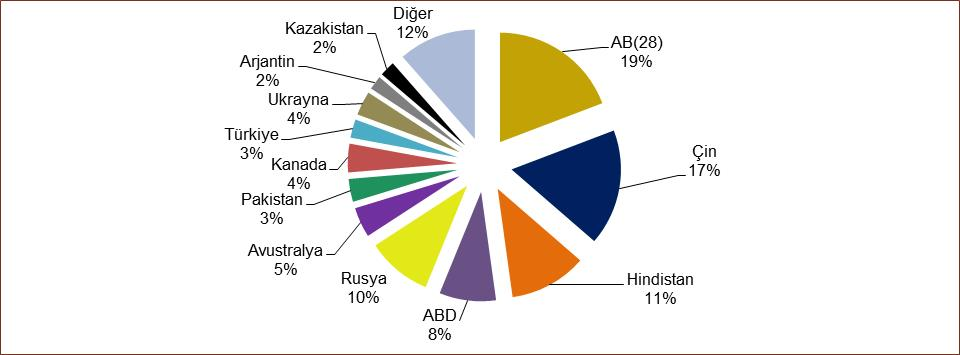 Diğer
12%
AB(28)
19%
Çin
17%
Hindistan
11%
ABD
8%
Rusya
10%
Avustralya
5%
Pakistan
3%
Kanada
4%
Türkiye
3%
Ukrayna
4%
Arjantin
2%
Kazakistan
2%